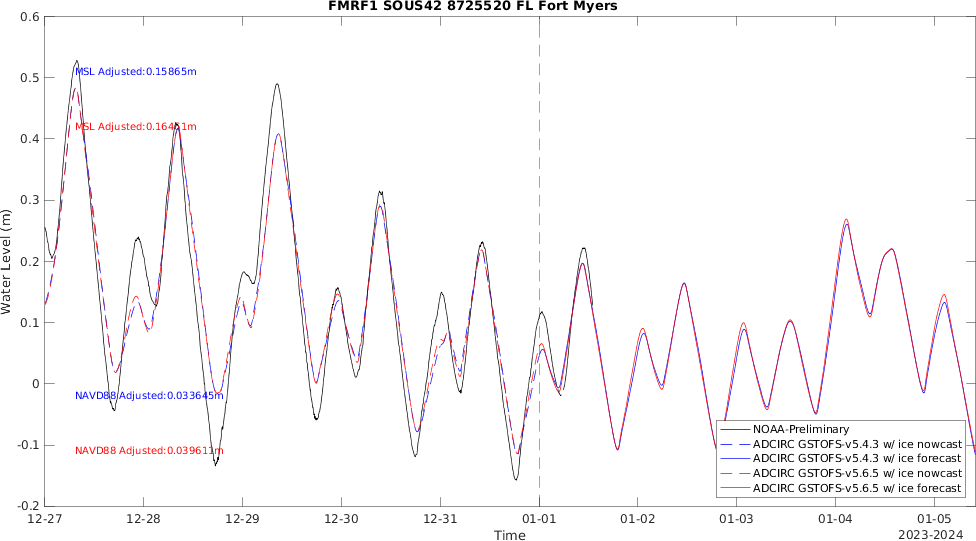 FMRF1 SOUS42 8725520 FL Fort Myers
Water Level (m)
0.6
0.5
0.4
0.3
0.2
0.1
0
-0.1
-0.2
MSL Adjusted:0.15865m
MSL Adjusted:0.16411m
NAVD88 Adjusted:0.033645m
NAVD88 Adjusted:0.039611m
NOAA-Preliminary
ADCIRC GSTOFS-v5.4.3 w/ ice nowcast
ADCIRC GSTOFS-v5.4.3 w/ ice forecast
ADCIRC GSTOFS-v5.6.5 w/ ice nowcast
ADCIRC GSTOFS-v5.6.5 w/ ice forecast
12-27 12-28 12-29 12-30 12-31 01-01 01-02 01-03 01-04 01-05
Time
2023-2024